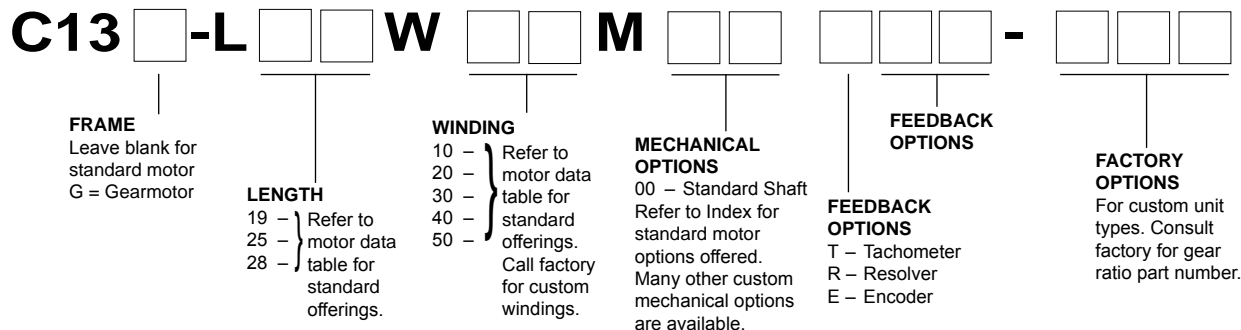 C13 -L W M -
FRAME
Leave blank for
standard motor
G = Gearmotor
LENGTH
19 –
25 –
28 –
Refer to
motor data
table for
standard
offerings.
WINDING
10 –
20 –
30 –
40 –
50 –
Refer to
motor data
table for
standard
offerings.
Call factory
for custom
windings.
MECHANICAL
OPTIONS
00 – Standard Shaft
Refer to Index for
standard motor
options offered.
Many other custom
mechanical options
are available.
FEEDBACK
OPTIONS
T – Tachometer
R – Resolver
E – Encoder
FEEDBACK
OPTIONS
FACTORY
OPTIONS
For custom unit
types. Consult
factory for gear
ratio part number.